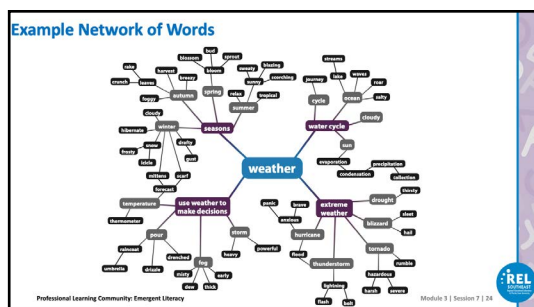 Example Network of Words
bud
blossom
sprout
rake
harvest
bloom
sweaty
blazing
crunch
leaves
breezy
sunny
scorching
foggy
autumn
spring
relax
tropical
summer
cloudy
winter
seasons
hibernate
drafty
snow
gust
frosty
icicle
mittens
scarf
forecast
temperature
thermometer
streams
waves
journey
lake
roar
cycle
ocean
salty
water cycle
cloudy
sun
evaporation
precipitation
condensation
collection
weather
use weather to
make decisions
pour
raincoat
drenched
umbrella
drizzle
storm
heavy
powerful
fog
misty
early
dew
thick
extreme
weather
panic
brave
anxious
hurricane
flood
thunderstorm
lightning
flash
bolt
drought
thirsty
blizzard
sleet
hail
tornado
rumble
hazardous
harsh
severe
Professional Learning Community: Emergent Literacy
Module 3 | Session 7 | 24
REL
SOUTHEAST